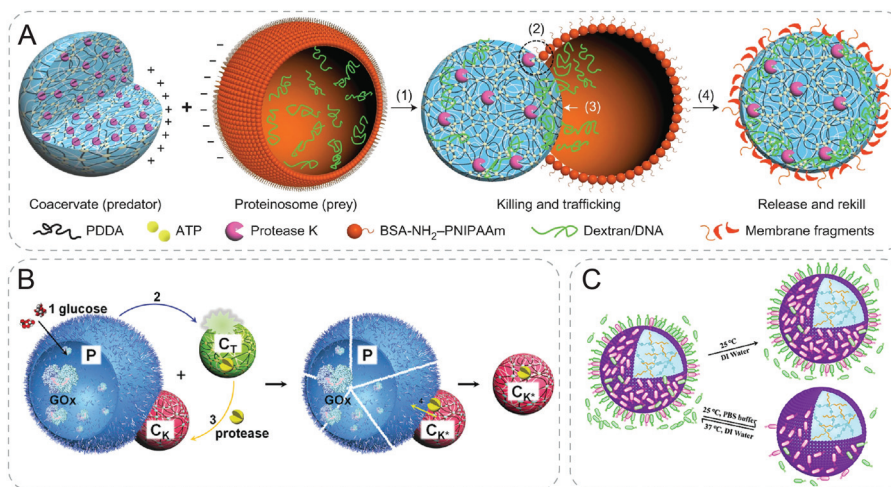 A
(1)
(2)
(3)
(4)
Coacervate (predator)
Proteinosome (prey)
Killing and trafficking
Release and rekill
PDDA
ATP
Protease K
BSA-NH2–PNIPAAm
Dextran/DNA
Membrane fragments
B
1 glucose
2
P
GOx
CT
3
protease
CK
P
GOx
4
CK*
CK*
C
25 °C
DI Water
25 °C, PBS buffer
37 °C, DI Water